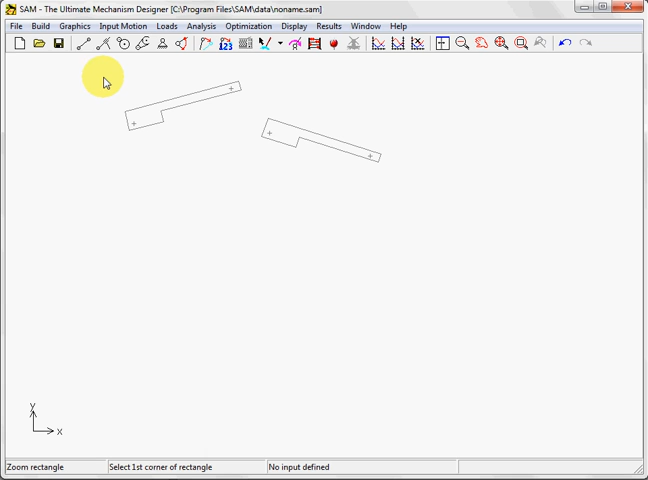 SAM - The Ultimate Mechanism Designer [C:\Program Files\SAM\data\noname.sam]
File Build Graphics Input Motion Loads Analysis Optimization Display Results Window Help
123
y
x
Zoom rectangle Select 1st corner of rectangle No input defined